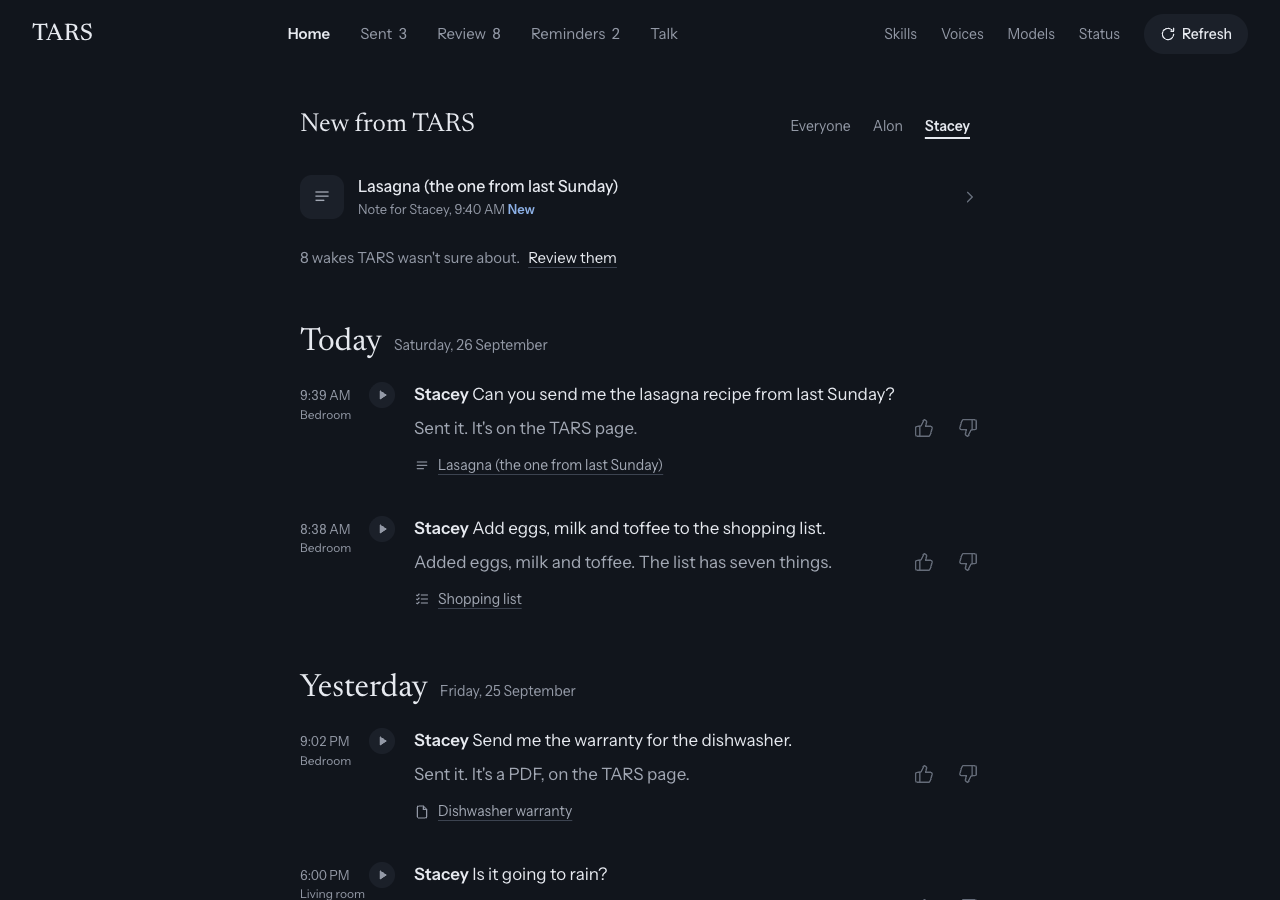 TARS
Home Sent 3 Review 8 Reminders 2 Talk
Skills Voices Models Status Refresh
New from TARS
Everyone Alon Stacey
Lasagna (the one from last Sunday)
Note for Stacey, 9:40 AM New
8 wakes TARS wasn't sure about. Review them
Today Saturday, 26 September
9:39 AM
Bedroom
Stacey Can you send me the lasagna recipe from last Sunday?
Sent it. It's on the TARS page.
Lasagna (the one from last Sunday)
8:38 AM
Bedroom
Stacey Add eggs, milk and toffee to the shopping list.
Added eggs, milk and toffee. The list has seven things.
Shopping list
Yesterday Friday, 25 September
9:02 PM
Bedroom
Stacey Send me the warranty for the dishwasher.
Sent it. It's a PDF, on the TARS page.
Dishwasher warranty
6:00 PM
Living room
Stacey Is it going to rain?